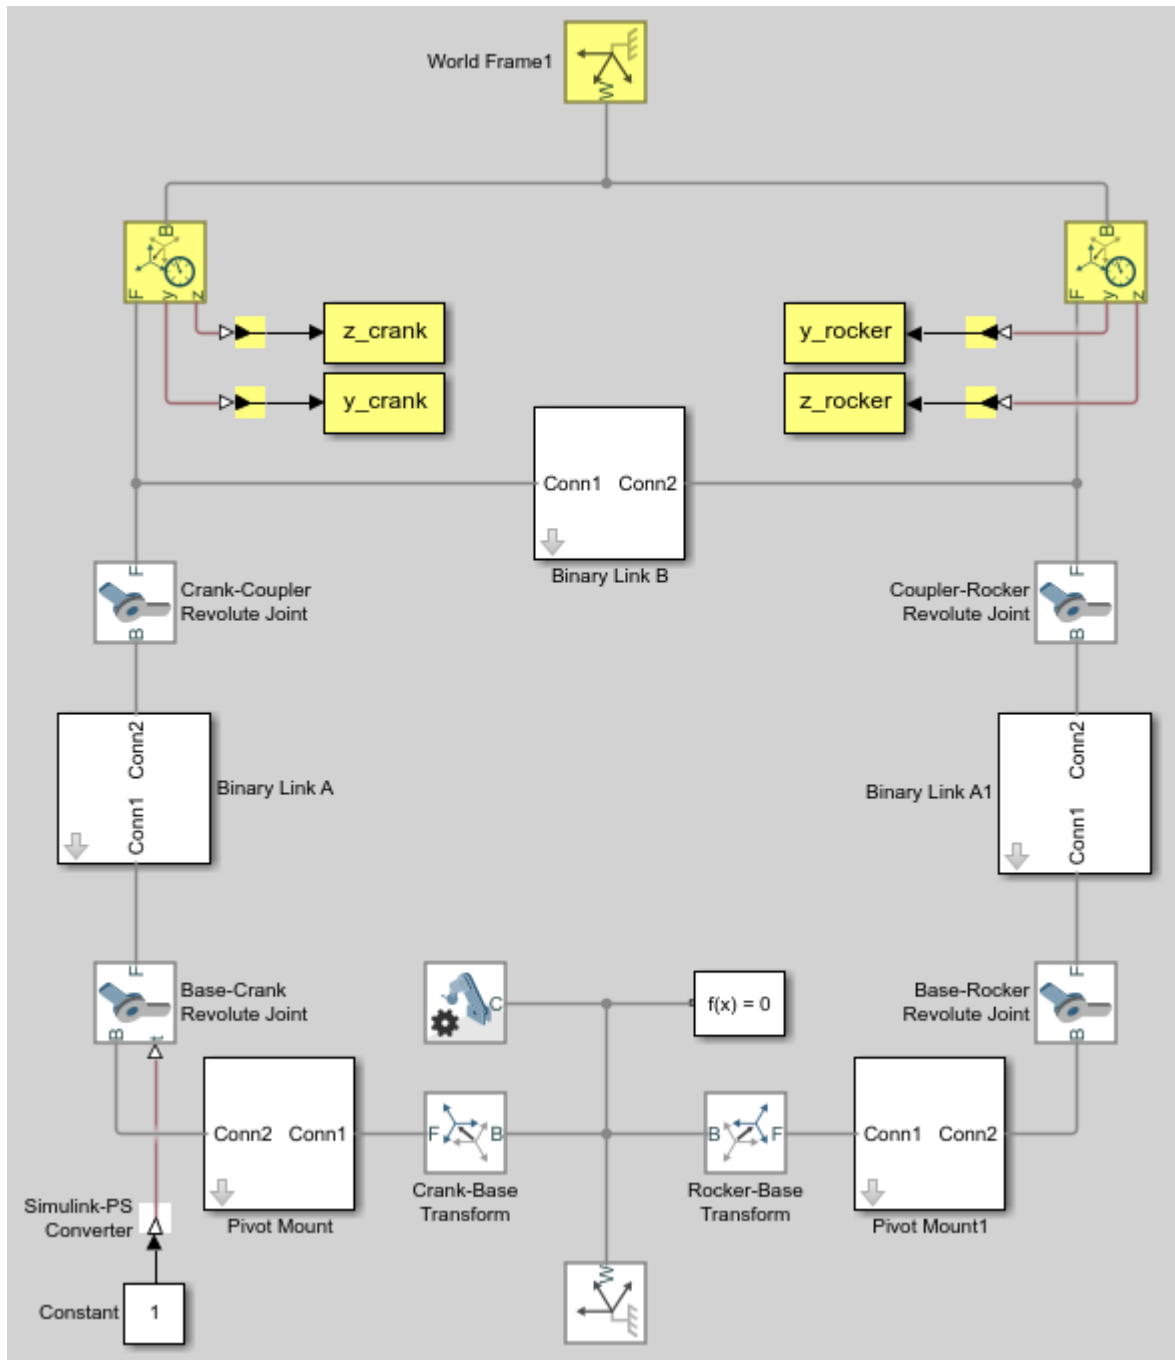 World Frame1
W
B
B
F y z
F y z
z_crank
y_rocker
y_crank
z_rocker
Conn1 Conn2
Binary Link B
F
Crank-Coupler
Revolute Joint
B
F
Coupler-Rocker
Revolute Joint
B
Conn2
Conn1
Binary Link A
Conn2
Conn1
Binary Link A1
F
Base-Crank
Revolute Joint
B t
C
f(x) = 0
F
Base-Rocker
Revolute Joint
B
Conn2 Conn1
Pivot Mount
F B
Crank-Base
Transform
B F
Rocker-Base
Transform
Conn1 Conn2
Pivot Mount1
Simulink-PS
Converter
W
Constant
1